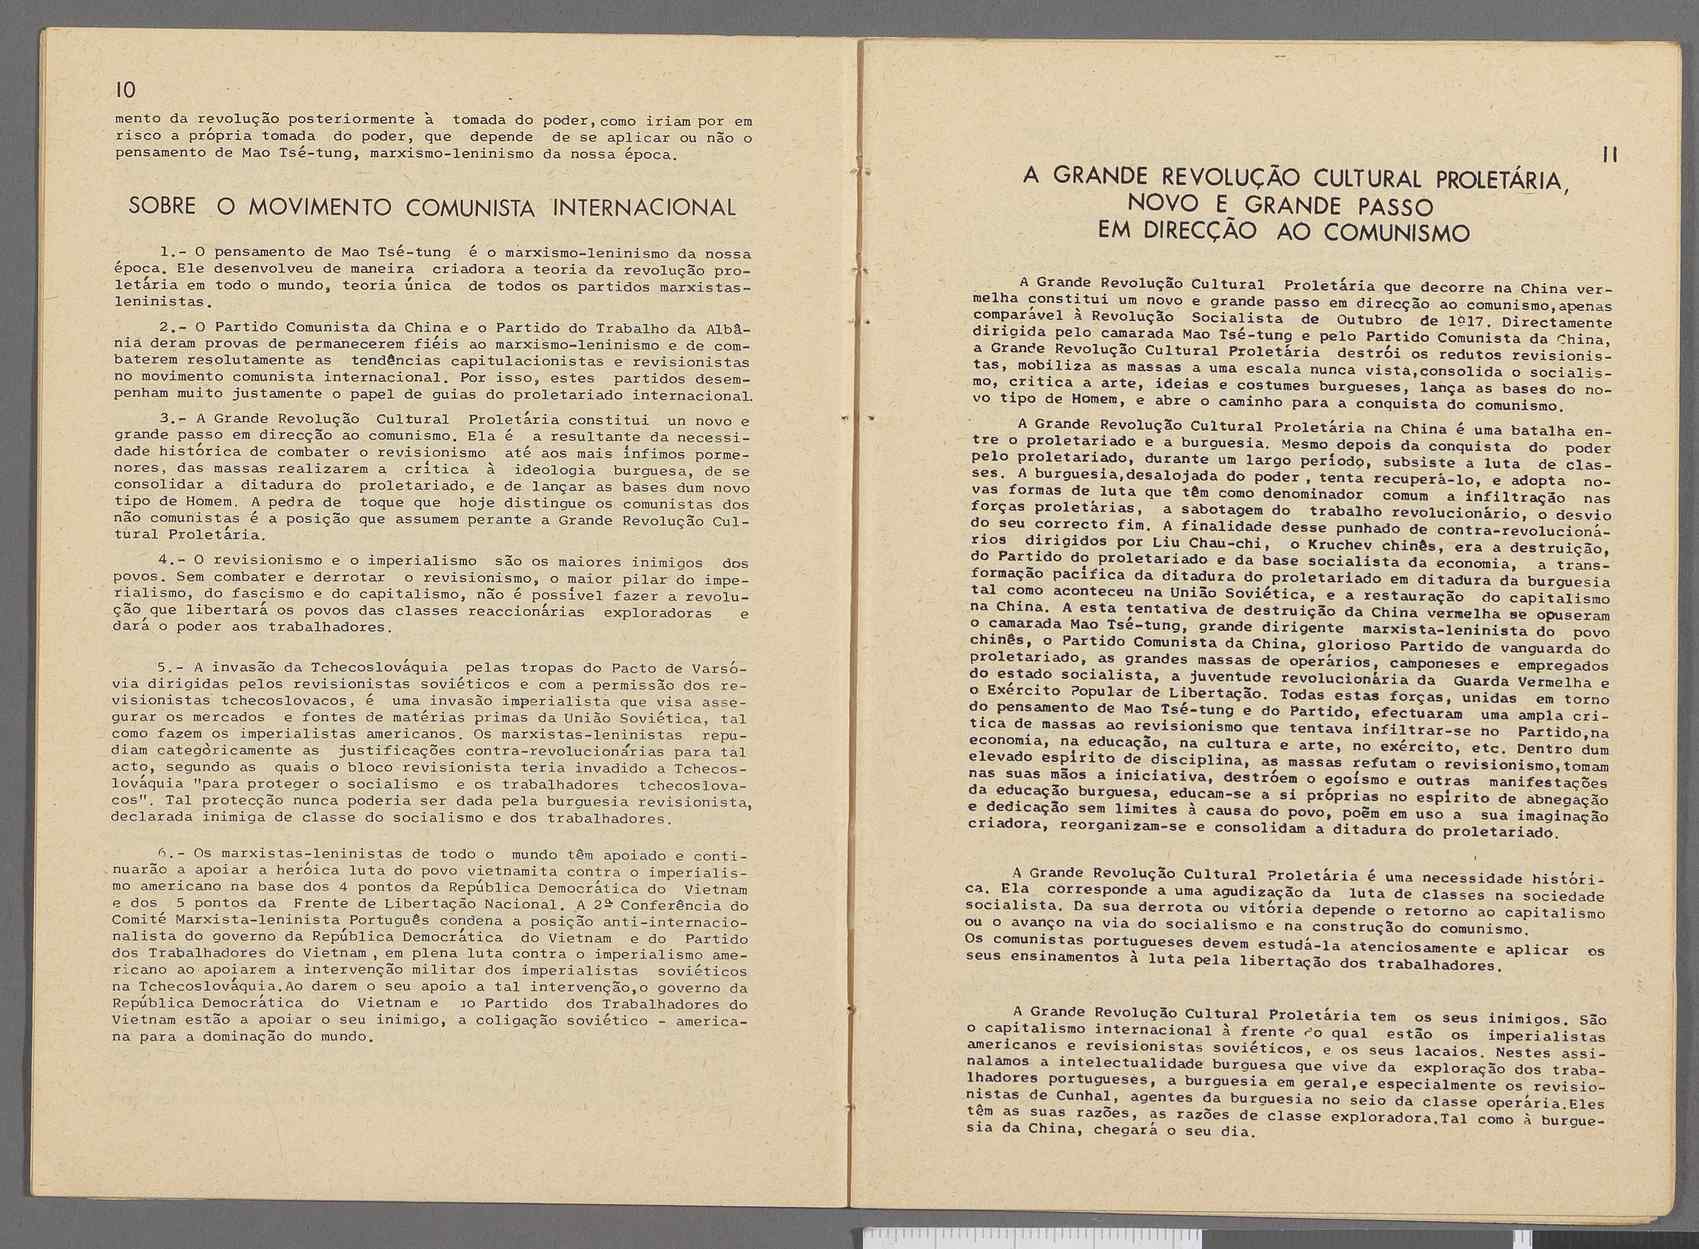 10
mento da revolução posteriormente à tomada do poder, como iriam por em
risco a própria tomada do poder, que depende de se aplicar ou não o
pensamento de Mao Tsé-tung, marxismo-leninismo da nossa época.
SOBRE O MOVIMENTO COMUNISTA INTERNACIONAL
1.- O pensamento de Mao Tsé-tung é o marxismo-leninismo da nossa
época. Ele desenvolveu de maneira criadora a teoria da revolução pro-
letária em todo o mundo, teoria única de todos os partidos marxistas-
leninistas.
2.- O Partido Comunista da China e o Partido do Trabalho da Albâ-
nia deram provas de permanecerem fiéis ao marxismo-leninismo e de com-
baterem resolutamente as tendências capitulacionistas e revisionistas
no movimento comunista internacional. Por isso, estes partidos desem-
penham muito justamente o papel de guias do proletariado internacional.
3.- A Grande Revolução Cultural Proletária constitui un novo e
grande passo em direcção ao comunismo. Ela é a resultante da necessi-
dade histórica de combater o revisionismo até aos mais ínfimos porme-
nores, das massas realizarem a crítica à ideologia burguesa, de se
consolidar a ditadura do proletariado, e de lançar as bases dum novo
tipo de Homem. A pedra de toque que hoje distingue os comunistas dos
não comunistas é a posição que assumem perante a Grande Revolução Cul-
tural Proletária.
4.- O revisionismo e o imperialismo são os maiores inimigos dos
povos. Sem combater e derrotar o revisionismo, o maior pilar do impe-
rialismo, do fascismo e do capitalismo, não é possível fazer a revolu-
ção que libertará os povos das classes reaccionárias exploradoras e
dará o poder aos trabalhadores.
5.- A invasão da Tchecoslováquia pelas tropas do Pacto de Varsó-
via dirigidas pelos revisionistas soviéticos e com a permissão dos re-
visionistas tchecoslovacos, é uma invasão imperialista que visa asse-
gurar os mercados e fontes de matérias primas da União Soviética, tal
como fazem os imperialistas americanos. Os marxistas-leninistas repu-
diam categòricamente as justificações contra-revolucionárias para tal
acto, segundo as quais o bloco revisionista teria invadido a Tchecos-
lováquia "para proteger o socialismo e os trabalhadores tchecoslova-
cos". Tal protecção nunca poderia ser dada pela burguesia revisionista,
declarada inimiga de classe do socialismo e dos trabalhadores.
6.- Os marxistas-leninistas de todo o mundo têm apoiado e conti-
nuarão a apoiar a heróica luta do povo vietnamita contra o imperialis-
mo americano na base dos 4 pontos da República Democrática do Vietnam
e dos 5 pontos da Frente de Libertação Nacional. A 2ª Conferência do
Comité Marxista-leninista Português condena a posição anti-internacio-
nalista do governo da República Democrática do Vietnam e do Partido
dos Trabalhadores do Vietnam, em plena luta contra o imperialismo ame-
ricano ao apoiarem a intervenção militar dos imperialistas soviéticos
na Tchecoslováquia.Ao darem o seu apoio a tal intervenção,o governo da
República Democrática do Vietnam e ao Partido dos Trabalhadores do
Vietnam estão a apoiar o seu inimigo, a coligação soviético - america-
na para a dominação do mundo.
11
A GRANDE REVOLUÇÃO CULTURAL PROLETÁRIA,
NOVO E GRANDE PASSO
EM DIRECÇÃO AO COMUNISMO
A Grande Revolução Cultural Proletária que decorre na China ver-
melha constitui um novo e grande passo em direcção ao comunismo,apenas
comparável à Revolução Socialista de Outubro de 1917. Directamente
dirigida pelo camarada Mao Tsé-tung e pelo Partido Comunista da China,
a Grande Revolução Cultural Proletária destrói os redutos revisionis-
tas, mobiliza as massas a uma escala nunca vista,consolida o socialis-
mo, critica a arte, ideias e costumes burgueses, lança as bases do no-
vo tipo de Homem, e abre o caminho para a conquista do comunismo.
A Grande Revolução Cultural Proletária na China é uma batalha en-
tre o proletariado e a burguesia. Mesmo depois da conquista do poder
pelo proletariado, durante um largo período, subsiste a luta de clas-
ses. A burguesia,desalojada do poder, tenta recuperá-lo, e adopta no-
vas formas de luta que têm como denominador comum a infiltração nas
forças proletárias, a sabotagem do trabalho revolucionário, o desvio
do seu correcto fim. A finalidade desse punhado de contra-revolucioná-
rios dirigidos por Liu Chau-chi, o Kruchev chinês, era a destruição,
do Partido do proletariado e da base socialista da economia, a trans-
formação pacífica da ditadura do proletariado em ditadura da burguesia
tal como aconteceu na União Soviética, e a restauração do capitalismo
na China. A esta tentativa de destruição da China vermelha se opuseram
o camarada Mao Tsé-tung, grande dirigente marxista-leninista do povo
chinês, o Partido Comunista da China, glorioso Partido de vanguarda do
proletariado, as grandes massas de operários, camponeses e empregados
do estado socialista, a juventude revolucionária da Guarda Vermelha e
o Exército Popular de Libertação. Todas estas forças, unidas em torno
do pensamento de Mao Tsé-tung e do Partido, efectuaram uma ampla crí-
tica de massas ao revisionismo que tentava infiltrar-se no Partido,na
economia, na educação, na cultura e arte, no exército, etc. Dentro dum
elevado espírito de disciplina, as massas refutam o revisionismo,tomam
nas suas mãos a iniciativa, destróem o egoísmo e outras manifestações
da educação burguesa, educam-se a si próprias no espírito de abnegação
e dedicação sem limites à causa do povo, poêm em uso a sua imaginação
criadora, reorganizam-se e consolidam a ditadura do proletariado.
A Grande Revolução Cultural Proletária é uma necessidade históri-
ca. Ela corresponde a uma agudização da luta de classes na sociedade
socialista. Da sua derrota ou vitória depende o retorno ao capitalismo
ou o avanço na via do socialismo e na construção do comunismo.
Os comunistas portugueses devem estudá-la atenciosamente e aplicar os
seus ensinamentos à luta pela libertação dos trabalhadores.
A Grande Revolução Cultural Proletária tem os seus inimigos. São
o capitalismo internacional à frente do qual estão os imperialistas
americanos e revisionistas soviéticos, e os seus lacaios. Nestes assi-
nalamos a intelectualidade burguesa que vive da exploração dos traba-
lhadores portugueses, a burguesia em geral,e especialmente os revisio-
nistas de Cunhal, agentes da burguesia no seio da classe operária.Eles
têm as suas razões, as razões de classe exploradora.Tal como à burgue-
sia da China, chegará o seu dia.